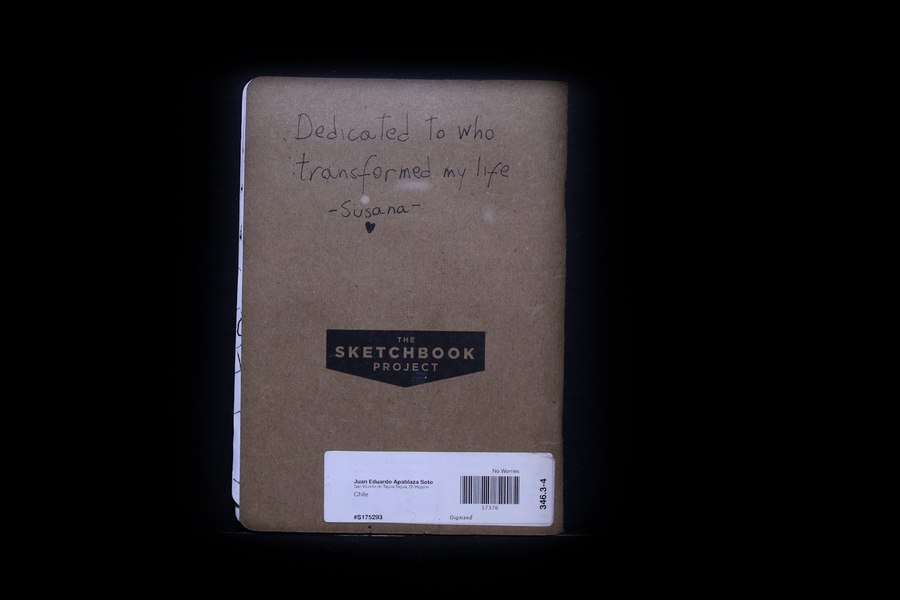 Dedicated to who
transformed my life
-Susana-
THE
SKETCHBOOK
PROJECT
No Worries
Juan Eduardo Apablaza Soto
Chile
37376
#S175293
Digitized
346.3-4